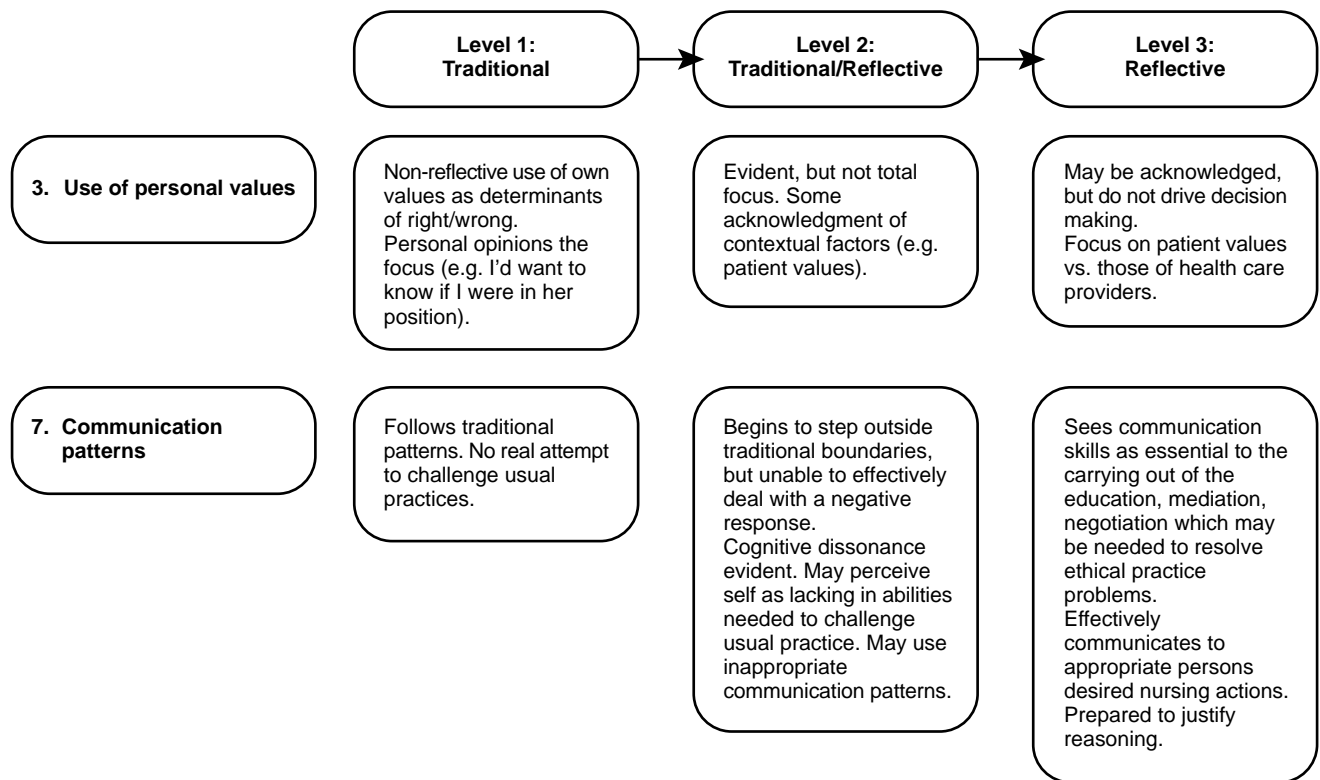 Level 1:
Traditional
Level 2:
Traditional/Reflective
Level 3:
Reflective
3. Use of personal values
Non-reflective use of own
values as determinants
of right/wrong.
Personal opinions the
focus (e.g. I’d want to
know if I were in her
position).
Evident, but not total
focus. Some
acknowledgment of
contextual factors (e.g.
patient values).
May be acknowledged,
but do not drive decision
making.
Focus on patient values
vs. those of health care
providers.
7. Communication
patterns
Follows traditional
patterns. No real attempt
to challenge usual
practices.
Begins to step outside
traditional boundaries,
but unable to effectively
deal with a negative
response.
Cognitive dissonance
evident. May perceive
self as lacking in abilities
needed to challenge
usual practice. May use
inappropriate
communication patterns.
Sees communication
skills as essential to the
carrying out of the
education, mediation,
negotiation which may
be needed to resolve
ethical practice
problems.
Effectively
communicates to
appropriate persons
desired nursing actions.
Prepared to justify
reasoning.